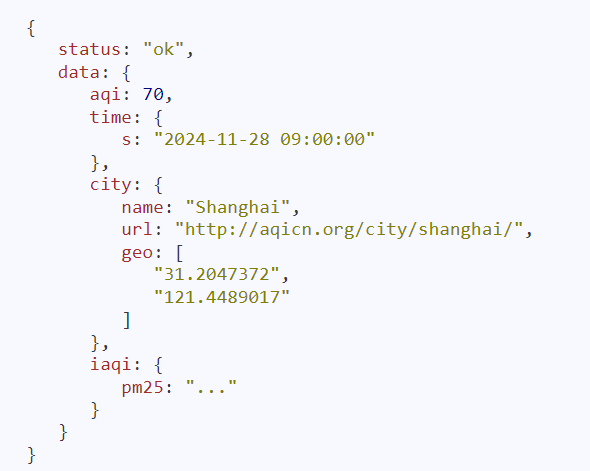 {
status: "ok",
data: {
aqi: 70,
time: {
s: "2024-11-28 09:00:00"
},
city: {
name: "Shanghai",
url: "http://aqicn.org/city/shanghai/",
geo: [
"31.2047372",
"121.4489017"
]
},
iaqi: {
pm25: "..."
}
}
}